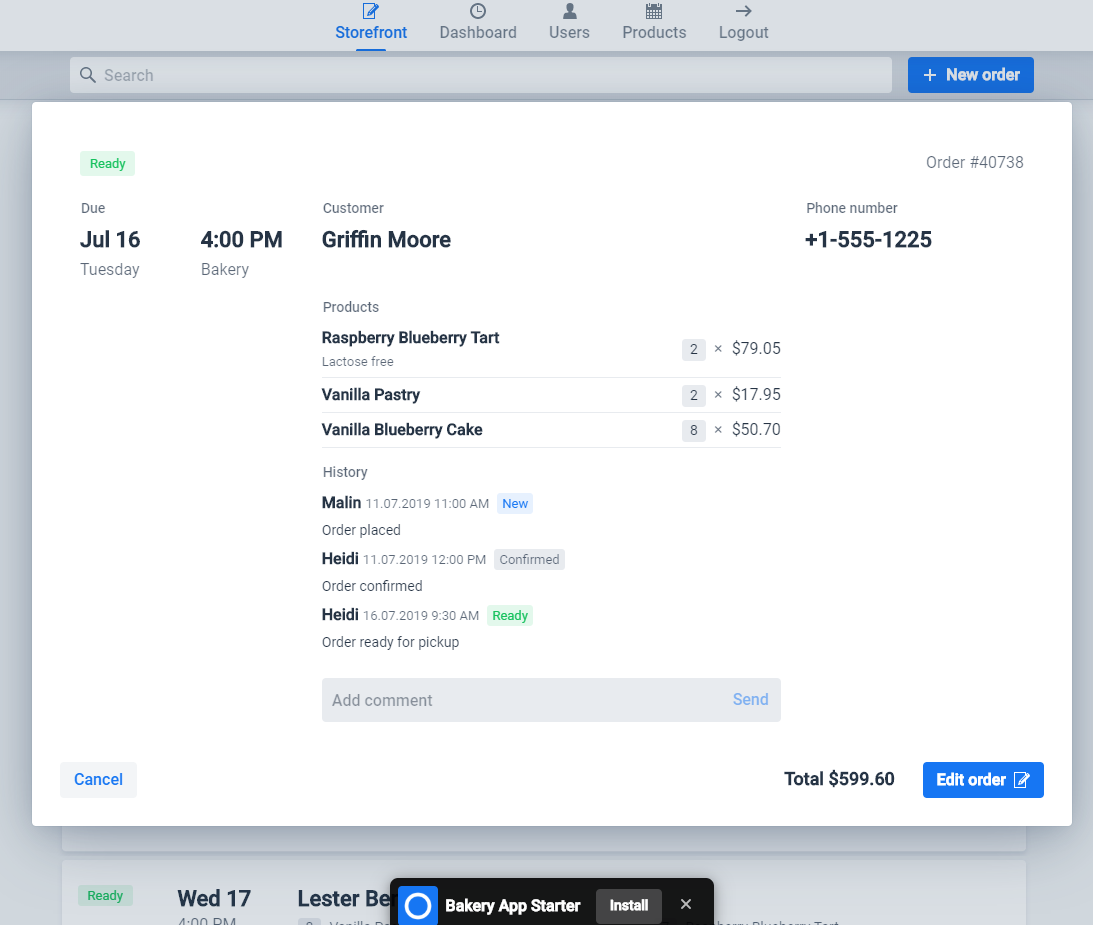 Storefront Dashboard Users Products Logout
Search
+ New order
Ready
Order #40738
Due
Customer
Phone number
Jul 16
4:00 PM
Griffin Moore
+1-555-1225
Tuesday
Bakery
Products
Raspberry Blueberry Tart
Lactose free
2 × $79.05
Vanilla Pastry
2 × $17.95
Vanilla Blueberry Cake
8 × $50.70
History
Malin 11.07.2019 11:00 AM New
Order placed
Heidi 11.07.2019 12:00 PM Confirmed
Order confirmed
Heidi 16.07.2019 9:30 AM Ready
Order ready for pickup
Add comment
Send
Cancel
Total $599.60
Edit order
Ready
Wed 17
Lester
Bakery App Starter
Install
4:00 PM
Vanilla
Blueberry Tart